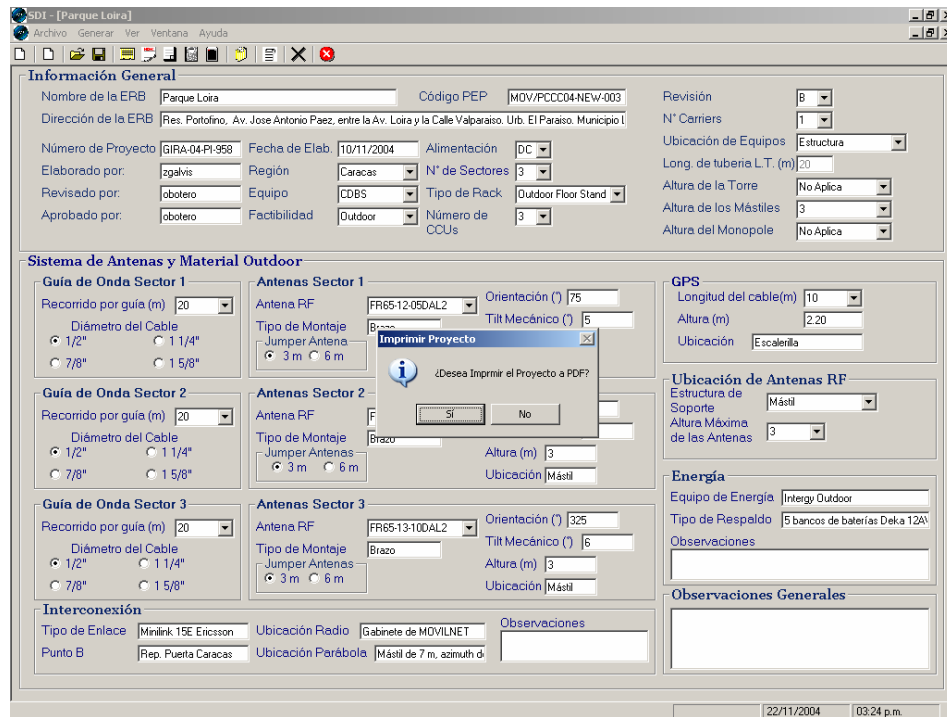 SDI - [Parque Loira]
Archivo Generar Ver Ventana Ayuda
Información General
Nombre de la ERB Parque Loira Código PEP MOV/PCCC04-NEW-003 Revisión B
Dirección de la ERB Res. Portofino, Av. Jose Antonio Paez, entre la Av. Loira y la Calle Valparaiso. Urb. El Paraiso. Municipio L N° Carriers 1
Número de Proyecto GIRA-04-PI-958 Fecha de Elab. 10/11/2004 Alimentación DC Ubicación de Equipos Estructura
Elaborado por: zgalvis Región Caracas N° de Sectores 3 Long. de tuberia L.T. (m) 20
Revisado por: obotero Equipo CDBS Tipo de Rack Outdoor Floor Stand Altura de la Torre No Aplica
Aprobado por: obotero Factibilidad Outdoor Número de CCUs 3 Altura de los Mástiles 3
Altura del Monopole No Aplica
Sistema de Antenas y Material Outdoor
Guía de Onda Sector 1
Recorrido por guía (m) 20
Diámetro del Cable
1/2" 1 1/4"
7/8" 1 5/8"
Antenas Sector 1
Antena RF FR65-12-05DAL2 Orientación (°) 75
Tipo de Montaje Brazo Tilt Mecánico (°) 5
Jumper Antena
3 m 6 m
GPS
Longitud del cable(m) 10
Altura (m) 2.20
Ubicación Escalerilla
Imprimir Proyecto
¿Desea Imprmir el Proyecto a PDF?
Sí No
Guía de Onda Sector 2
Recorrido por guía (m) 20
Diámetro del Cable
1/2" 1 1/4"
7/8" 1 5/8"
Antenas Sector 2
Antena RF F
Tipo de Montaje Brazo
Jumper Antenas Altura (m) 3
3 m 6 m Ubicación Mástil
Ubicación de Antenas RF
Estructura de Soporte Mástil
Altura Máxima de las Antenas 3
Guía de Onda Sector 3
Recorrido por guía (m) 20
Diámetro del Cable
1/2" 1 1/4"
7/8" 1 5/8"
Antenas Sector 3
Antena RF FR65-13-10DAL2 Orientación (°) 325
Tipo de Montaje Brazo Tilt Mecánico (°) 6
Jumper Antenas Altura (m) 3
3 m 6 m Ubicación Mástil
Energía
Equipo de Energía Intergy Outdoor
Tipo de Respaldo 5 bancos de baterías Deka 12A
Observaciones
Interconexión
Tipo de Enlace Minilink 15E Ericsson Ubicación Radio Gabinete de MOVILNET Observaciones
Punto B Rep. Puerta Caracas Ubicación Parábola Mástil de 7 m, azimuth d
Observaciones Generales
22/11/2004 03:24 p.m.